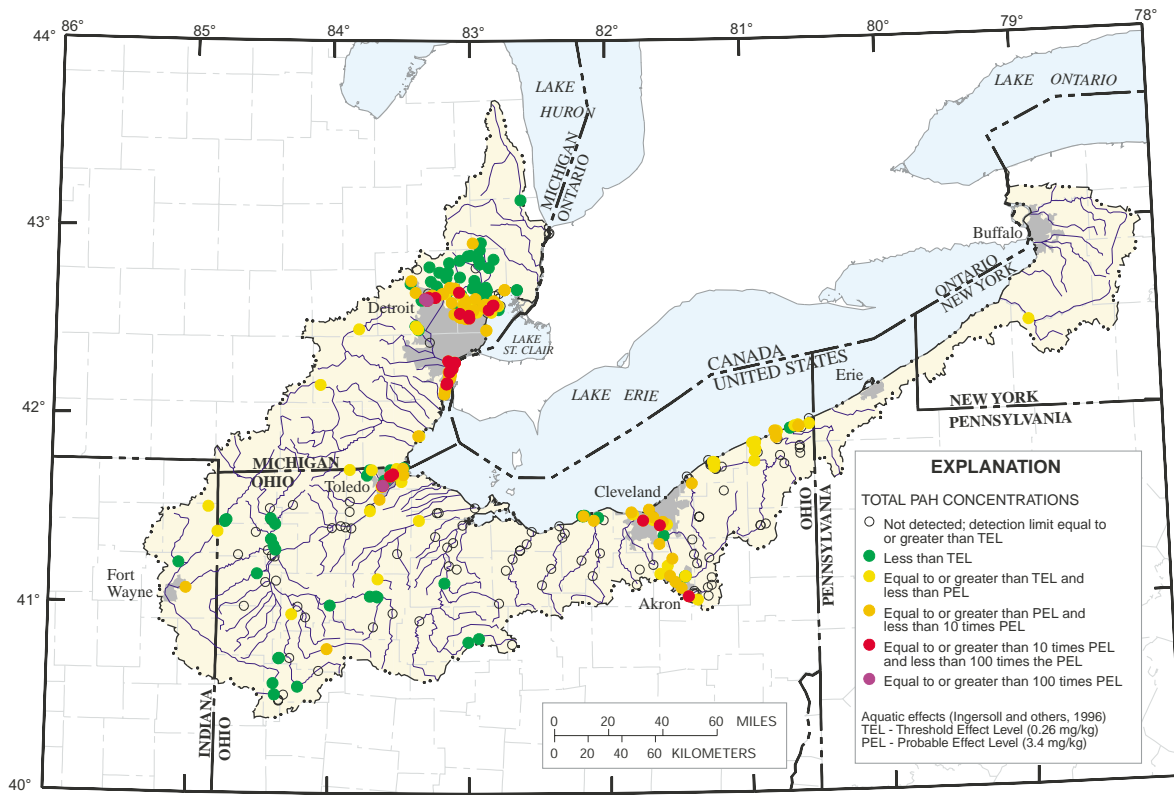 86°
85°
83°
82°
81°
80°
79°
78°
44°
43°
42°
41°
40°
LAKE
HURON
MICHIGAN
ONTARIO
LAKE ONTARIO
Buffalo
ONTARIO
NEW YORK
Detroit
LAKE
ST. CLAIR
CANADA
UNITED STATES
LAKE ERIE
Erie
NEW YORK
PENNSYLVANIA
MICHIGAN
OHIO
Toledo
Cleveland
OHIO
PENNSYLVANIA
Fort
Wayne
Akron
INDIANA
OHIO
EXPLANATION
TOTAL PAH CONCENTRATIONS
Not detected; detection limit equal to
or greater than TEL
Less than TEL
Equal to or greater than TEL and
less than PEL
Equal to or greater than PEL and
less than 10 times PEL
Equal to or greater than 10 times PEL
and less than 100 times the PEL
Equal to or greater than 100 times PEL
Aquatic effects (Ingersoll and others, 1996)
TEL - Threshold Effect Level (0.26 mg/kg)
PEL - Probable Effect Level (3.4 mg/kg)
0 20 40 60 MILES
0 20 40 60 KILOMETERS